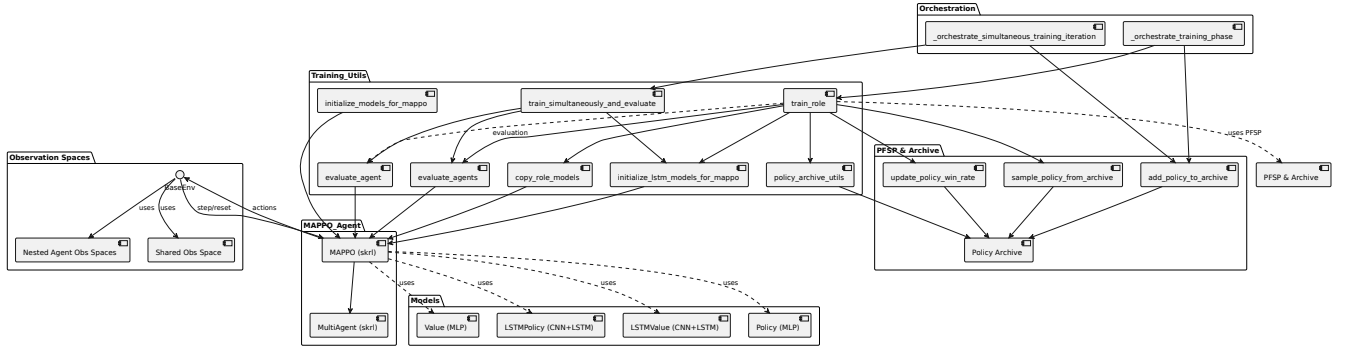 Orchestration
_orchestrate_simultaneous_training_iteration
_orchestrate_training_phase
Training_Utils
initialize_models_for_mappo
train_simultaneously_and_evaluate
train_role
evaluation
uses PFSP
Observation Spaces
PFSP & Archive
evaluate_agent
evaluate_agents
copy_role_models
initialize_lstm_models_for_mappo
policy_archive_utils
update_policy_win_rate
sample_policy_from_archive
add_policy_to_archive
PFSP & Archive
BaseEnv
uses
uses
step/reset
actions
MAPPO_Agent
Nested Agent Obs Spaces
Shared Obs Space
MAPPO (skrl)
Policy Archive
uses
uses
uses
uses
Models
MultiAgent (skrl)
Value (MLP)
LSTMPolicy (CNN+LSTM)
LSTMValue (CNN+LSTM)
Policy (MLP)